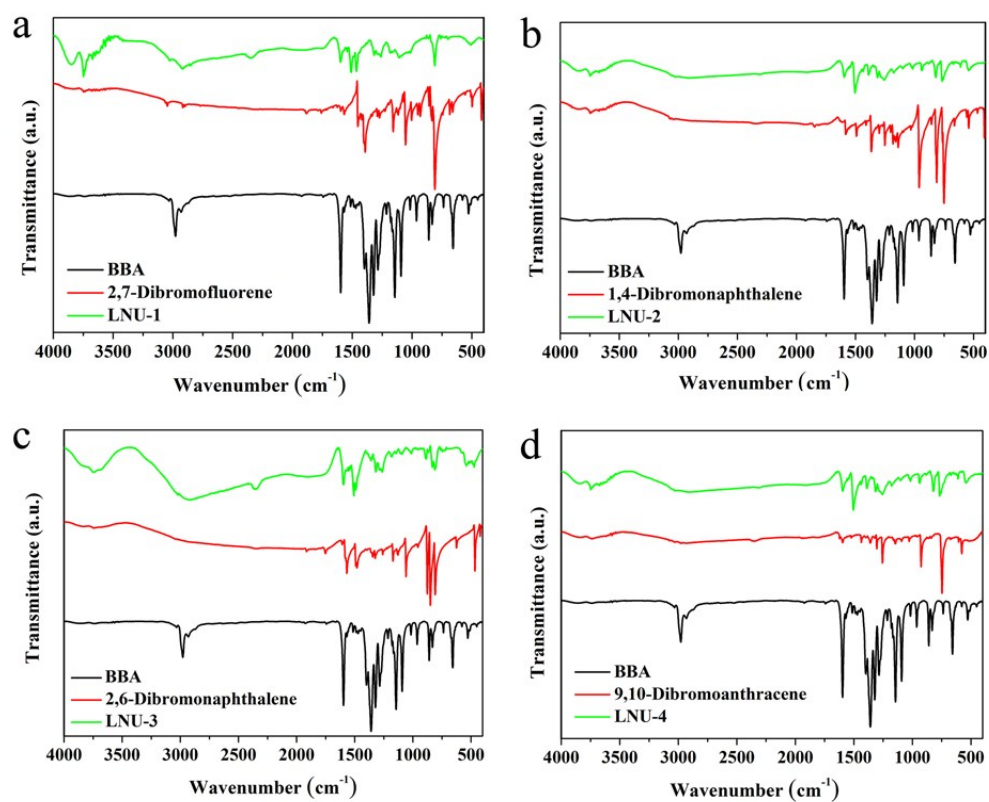 a
Transmittance (a.u.)
BBA
2,7-Dibromofluorene
LNU-1
4000 3500 3000 2500 2000 1500 1000 500
Wavenumber (cm-1)
b
Transmittance (a.u.)
BBA
1,4-Dibromonaphthalene
LNU-2
4000 3500 3000 2500 2000 1500 1000 500
Wavenumber (cm-1)
c
Transmittance (a.u.)
BBA
2,6-Dibromonaphthalene
LNU-3
4000 3500 3000 2500 2000 1500 1000 500
Wavenumber (cm-1)
d
Transmittance (a.u.)
BBA
9,10-Dibromoanthracene
LNU-4
4000 3500 3000 2500 2000 1500 1000 500
Wavenumber (cm-1)